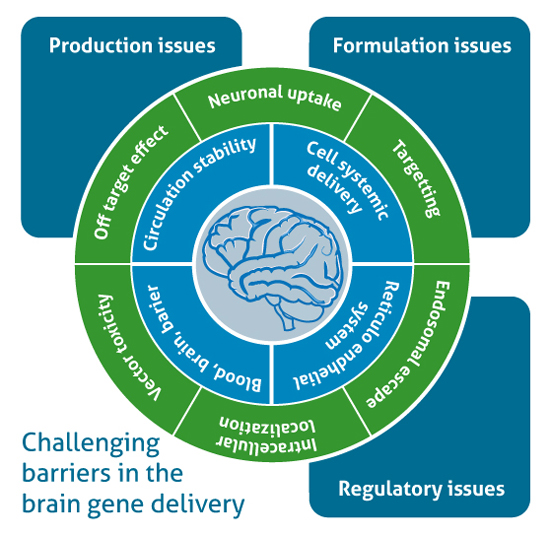 Production issues
Formulation issues
Neuronal uptake
Off target effect
Targetting
Circulation stability
Cell systemic
delivery
Vector toxicity
Blood, brain, barier
Reticulo endhelial
system
Endosomal escape
Intracellular
localization
Challenging
barriers in the
brain gene delivery
Regulatory issues